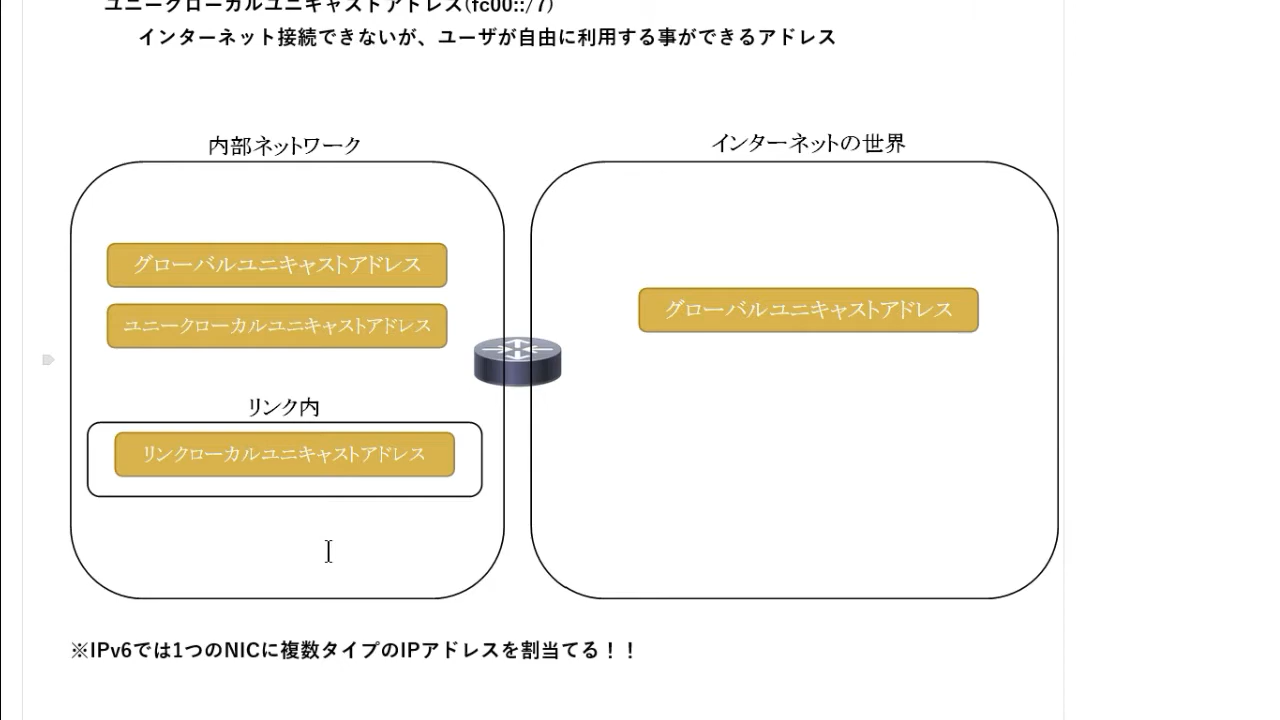 ユニークローカルユニキャストアドレス(fc00::/7)
インターネット接続できないが、ユーザが自由に利用する事ができるアドレス
内部ネットワーク
インターネットの世界
グローバルユニキャストアドレス
ユニークローカルユニキャストアドレス
グローバルユニキャストアドレス
リンク内
リンクローカルユニキャストアドレス
※IPv6では1つのNICに複数タイプのIPアドレスを割当てる！！